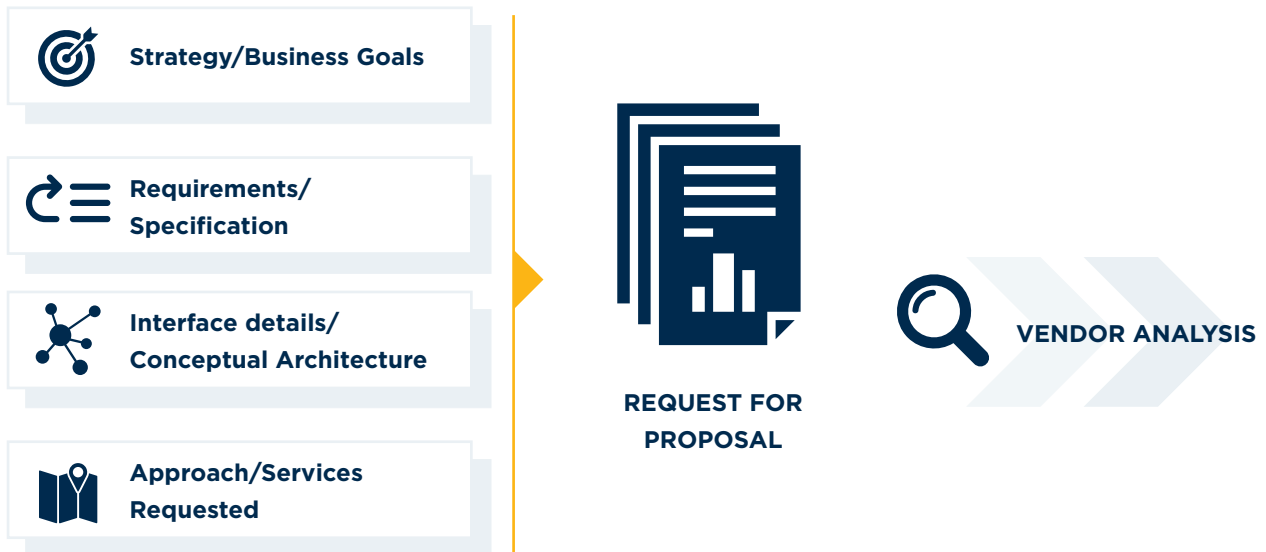 Strategy/Business Goals
Requirements/
Specification
Interface details/
Conceptual Architecture
Approach/Services
Requested
REQUEST FOR
PROPOSAL
VENDOR ANALYSIS